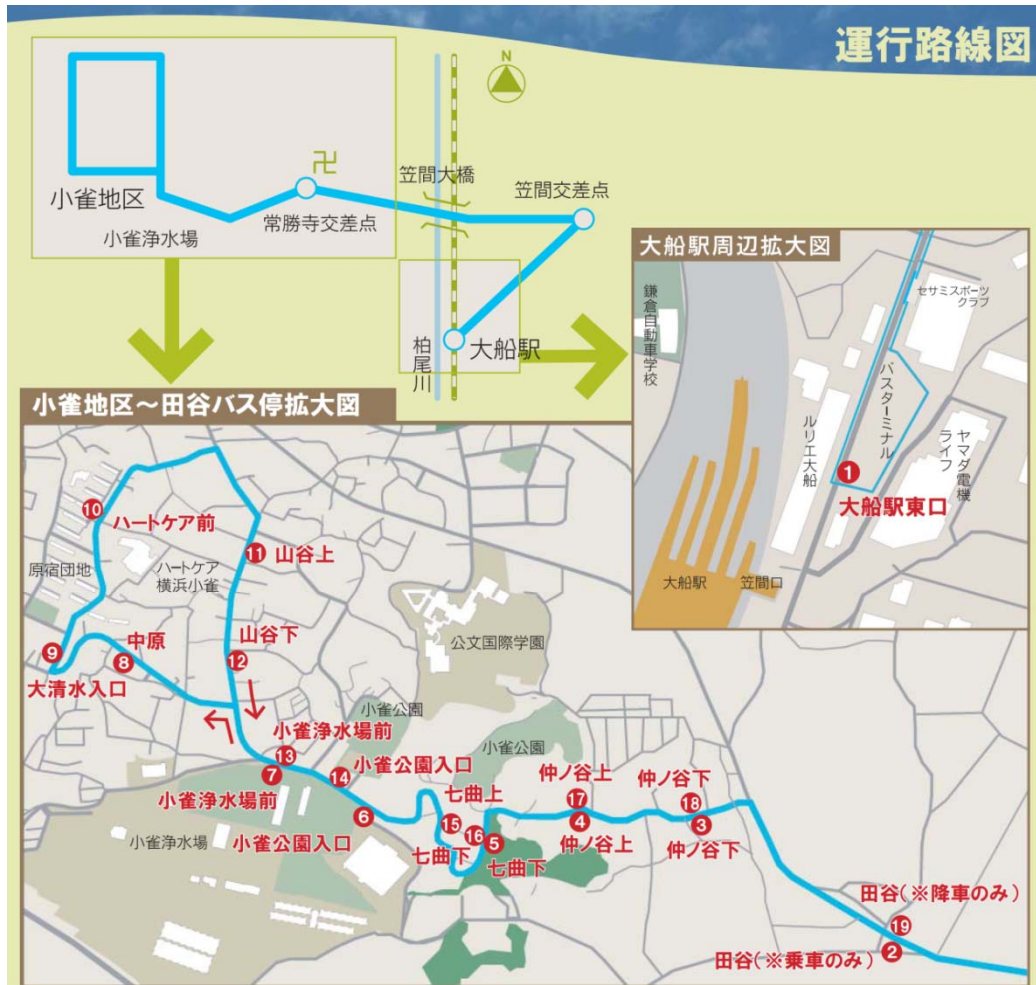 運行路線図
N
卍
小雀地区
小雀浄水場
常勝寺交差点
笠間大橋
笠間交差点
柏尾川
大船駅
大船駅周辺拡大図
鎌倉自動車学校
セサミスポーツ
クラブ
バスターミナル
ルリエ大船
ヤマダ電機
ライフ
1
大船駅東口
大船駅
笠間口
小雀地区~田谷バス停拡大図
10
ハートケア前
原宿団地
ハートケア
横浜小雀
11
山谷上
公文国際学園
9
大清水入口
中原
8
山谷下
12
小雀公園
小雀浄水場前
13
7
小雀浄水場前
14
小雀公園入口
6
小雀公園入口
小雀浄水場
小雀公園
七曲上
15
七曲下
16
5
七曲下
仲ノ谷上
17
4
仲ノ谷上
仲ノ谷下
18
3
仲ノ谷下
田谷(※降車のみ)
19
2
田谷(※乗車のみ)